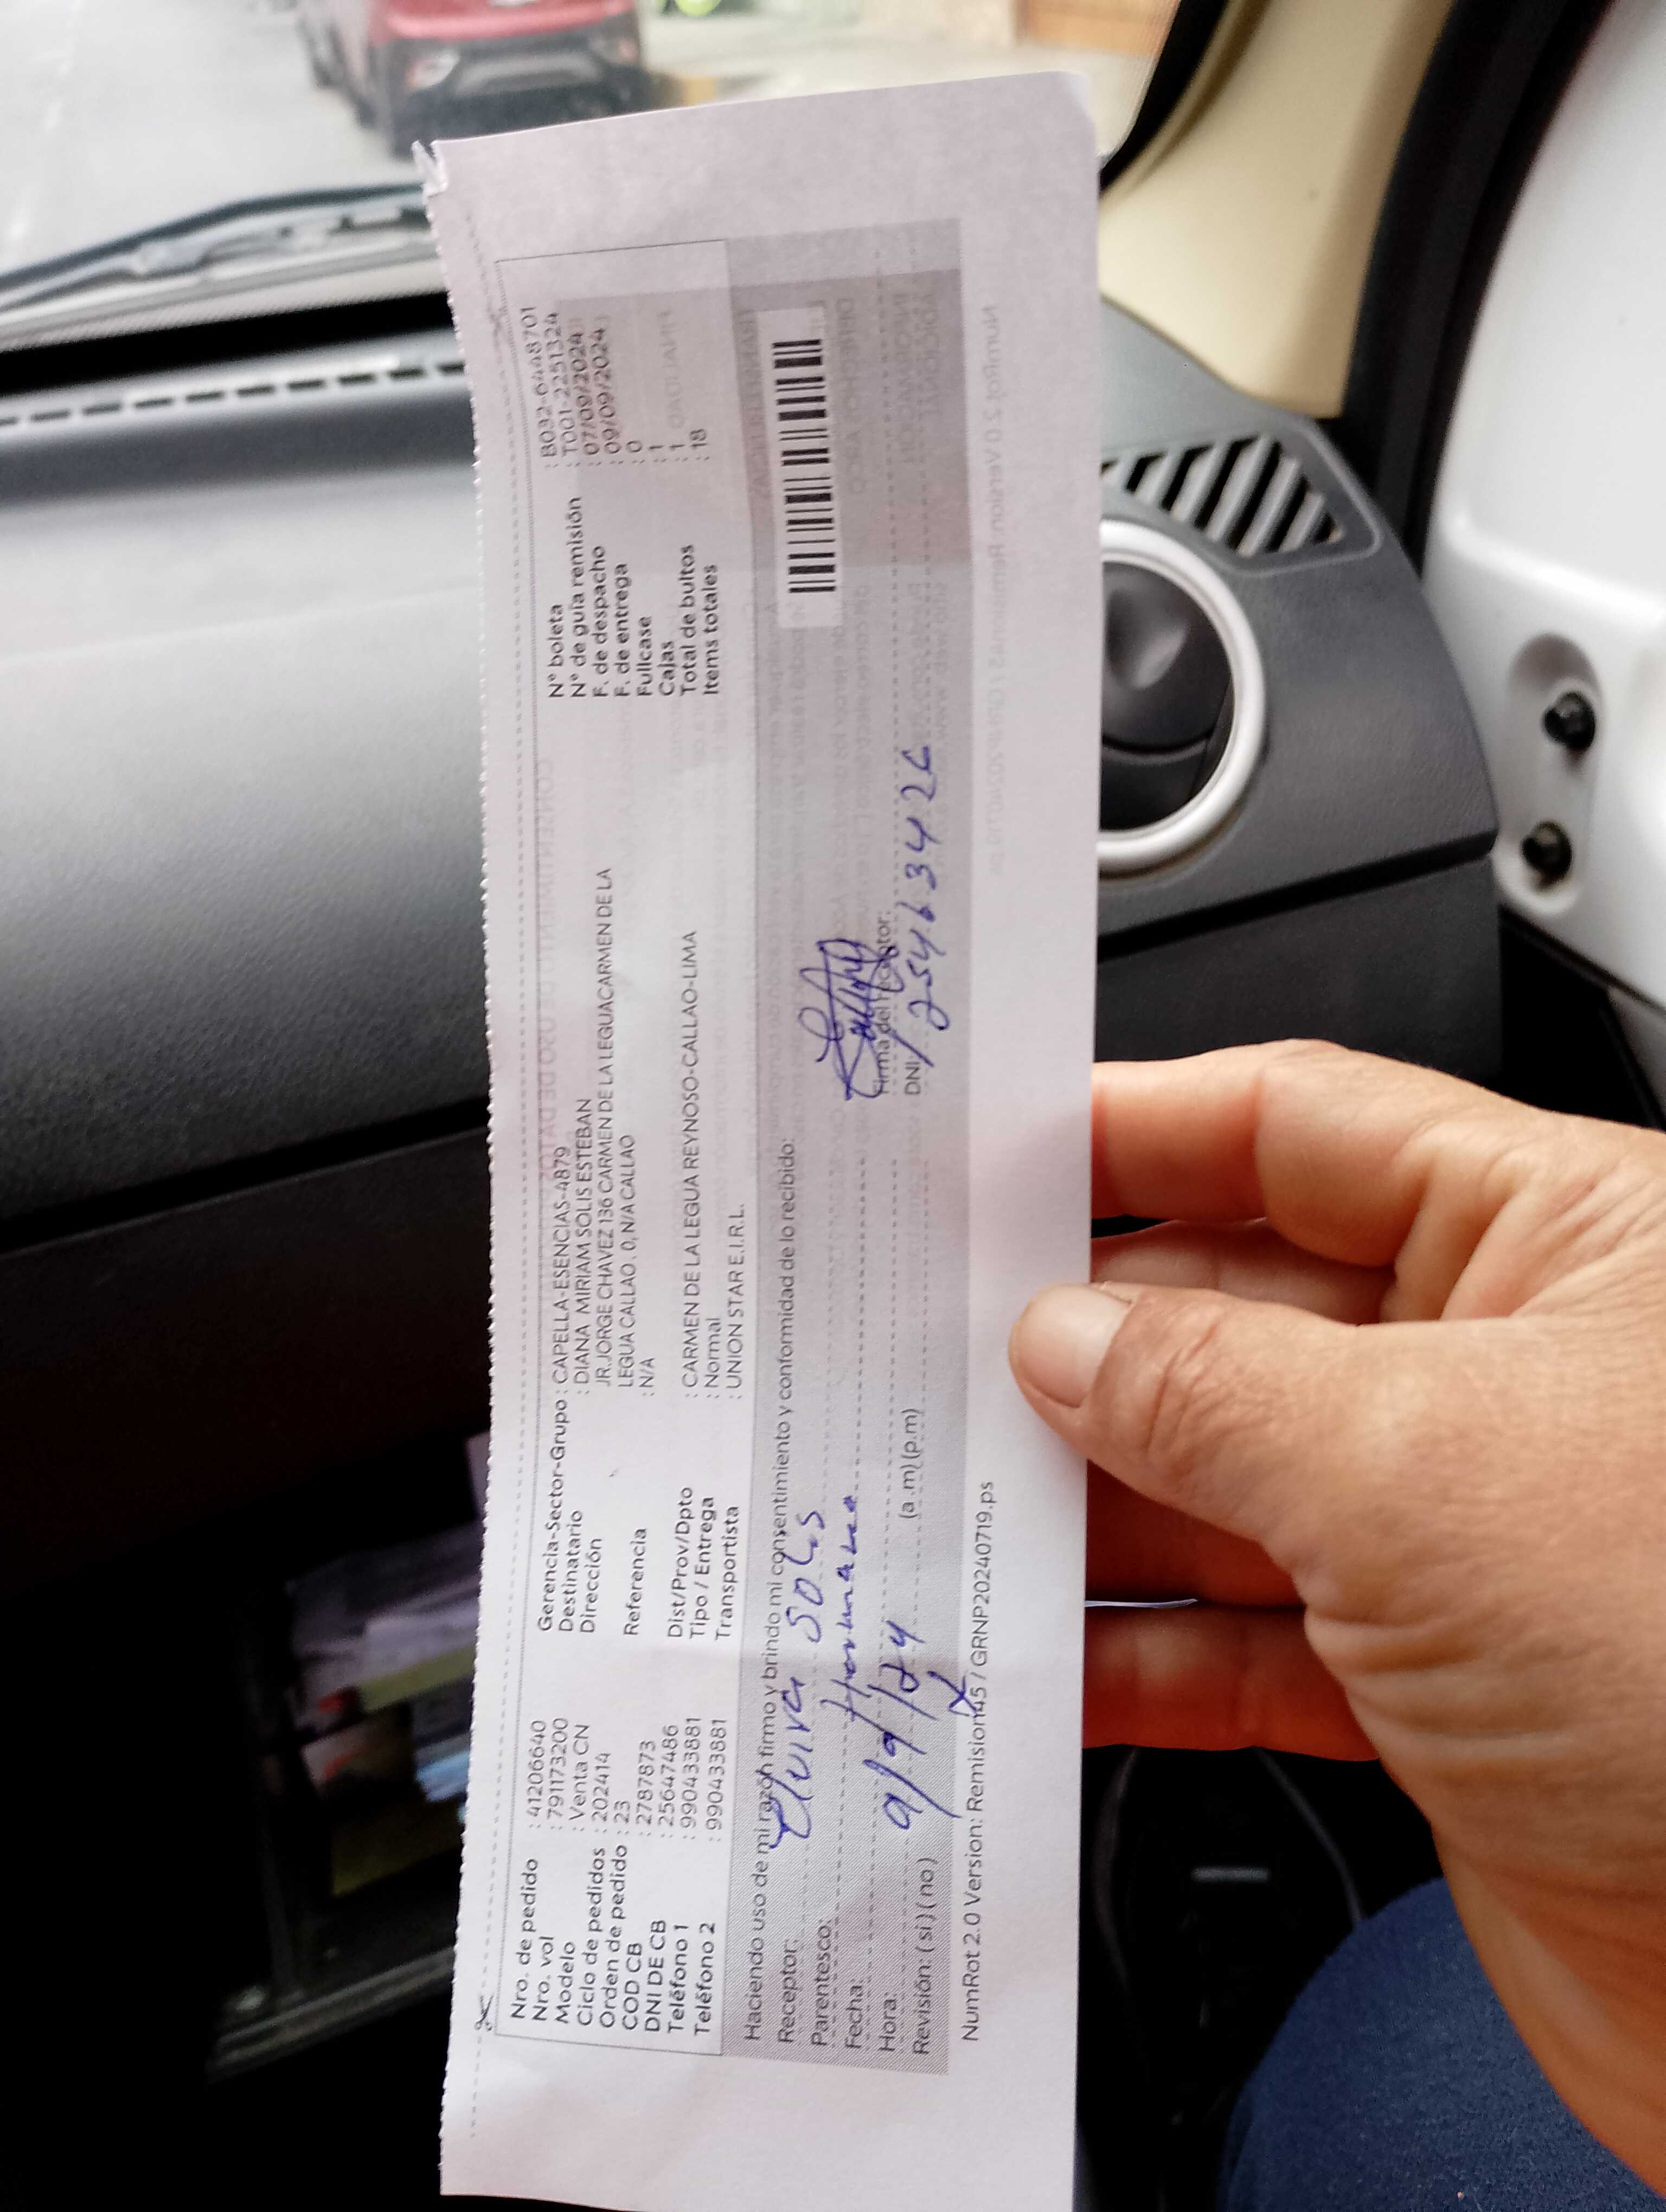 Nro. de pedido : 41206640
Nro. vol : 791173200
Modelo : Venta CN
Ciclo de pedidos : 202414
Orden de pedido : 23
COD CB : 2787873
DNI DE CB : 25647486
Teléfono 1 : 990433881
Teléfono 2 : 990433881
Gerencia-Sector-Grupo : CAPELLA-ESENCIAS-4879
Destinatario : DIANA MIRIAM SOLIS ESTEBAN
Dirección JR.JORGE CHAVEZ 136 CARMEN DE LA LEGUACARMEN DE LA
LEGUA CALLAO . 0, N/A CALLAO
Referencia : N/A
Dist/Prov/Dpto : CARMEN DE LA LEGUA REYNOSO-CALLAO-LIMA
Tipo / Entrega : Normal
Transportista : UNION STAR E.I.R.L.
N° boleta : B032-6448701
N° de guía remisión : T001-2251324
F. de despacho : 07/09/2024
F. de entrega : 09/09/2024
Fullcase : 0
Cajas : 1
Total de bultos : 1
Items totales : 18
Haciendo uso de mi razón firmo y brindo mi consentimiento y conformidad de lo recibido:
Receptor: Elvira Solis
Parentesco: Hermana
Fecha: 9/9/24
Hora: (a.m) (p.m)
Revisión: ( si ) ( no )
Firma del receptor:
DNI
NumRot 2.0 Version: Remision45 / GRNP20240719.ps